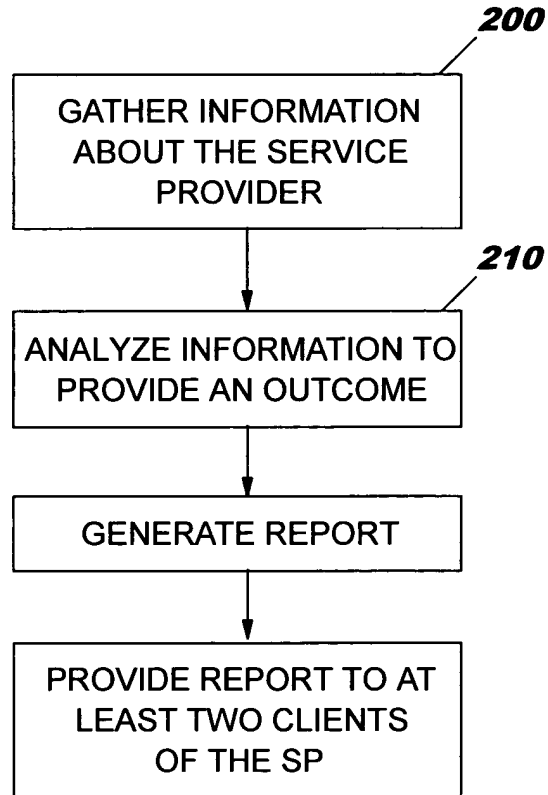 200
GATHER INFORMATION
ABOUT THE SERVICE
PROVIDER
210
ANALYZE INFORMATION TO
PROVIDE AN OUTCOME
GENERATE REPORT
PROVIDE REPORT TO AT
LEAST TWO CLIENTS
OF THE SP